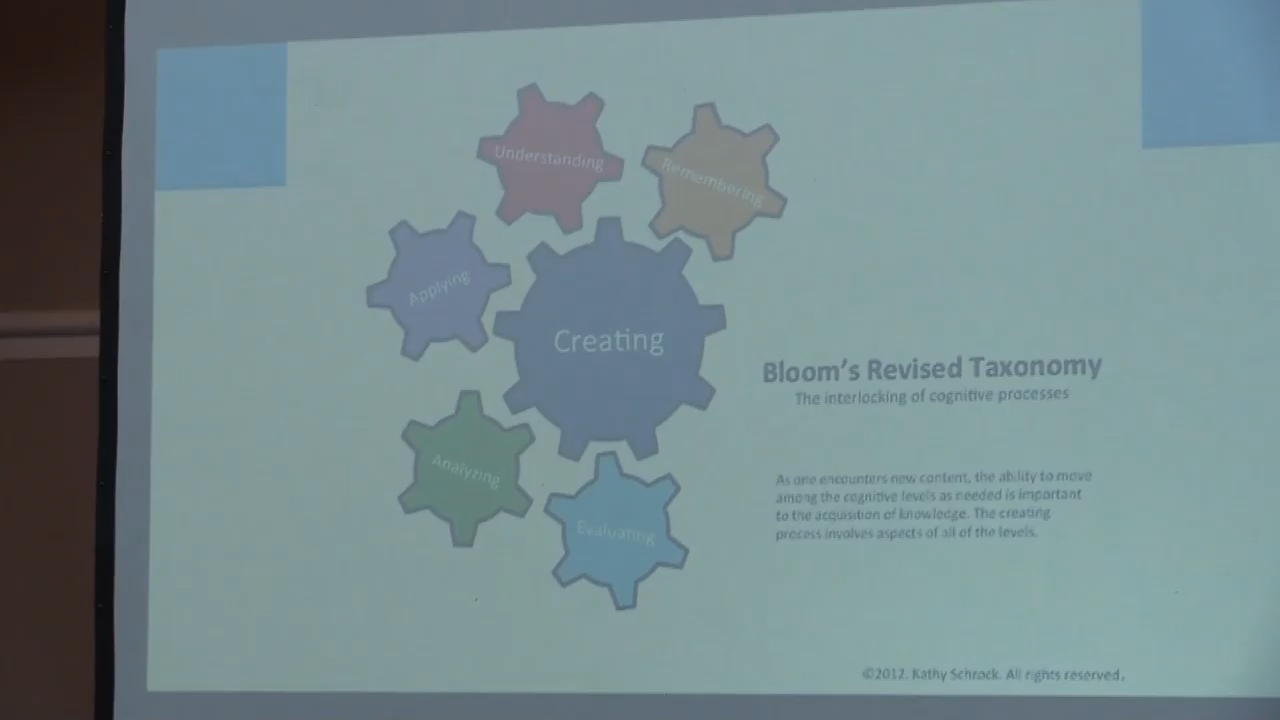 Understanding
Remembering
Applying
Creating
Analyzing
Evaluating
Bloom's Revised Taxonomy
The interlocking of cognitive processes
As one encounters new content, the ability to move
among the cognitive levels as needed is important
to the acquisition of knowledge. The creating
process involves aspects of all of the levels.
©2012. Kathy Schrock. All rights reserved.